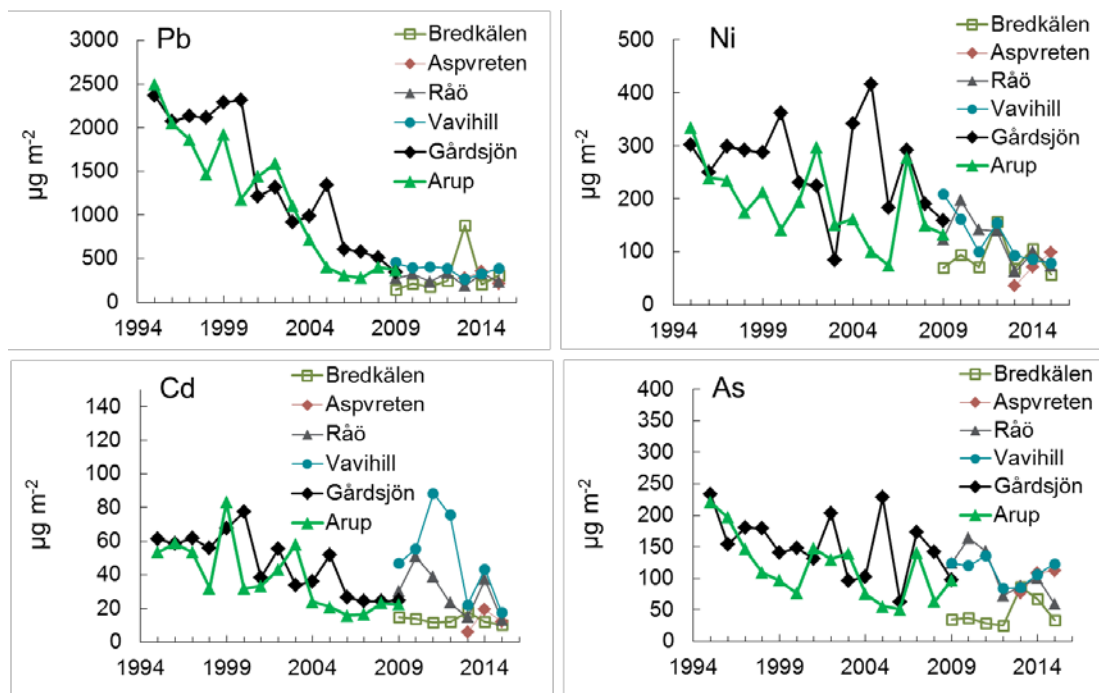 Pb
Bredkälen
Aspvreten
Råö
Vavihill
Gårdsjön
Arup
µg m-2
3000
2500
2000
1500
1000
500
0
1994 1999 2004 2009 2014
Ni
Bredkälen
Aspvreten
Råö
Vavihill
Gårdsjön
Arup
µg m-2
500
400
300
200
100
0
1994 1999 2004 2009 2014
Cd
Bredkälen
Aspvreten
Råö
Vavihill
Gårdsjön
Arup
µg m-2
140
120
100
80
60
40
20
0
1994 1999 2004 2009 2014
As
Bredkälen
Aspvreten
Råö
Vavihill
Gårdsjön
Arup
µg m-2
400
350
300
250
200
150
100
50
0
1994 1999 2004 2009 2014